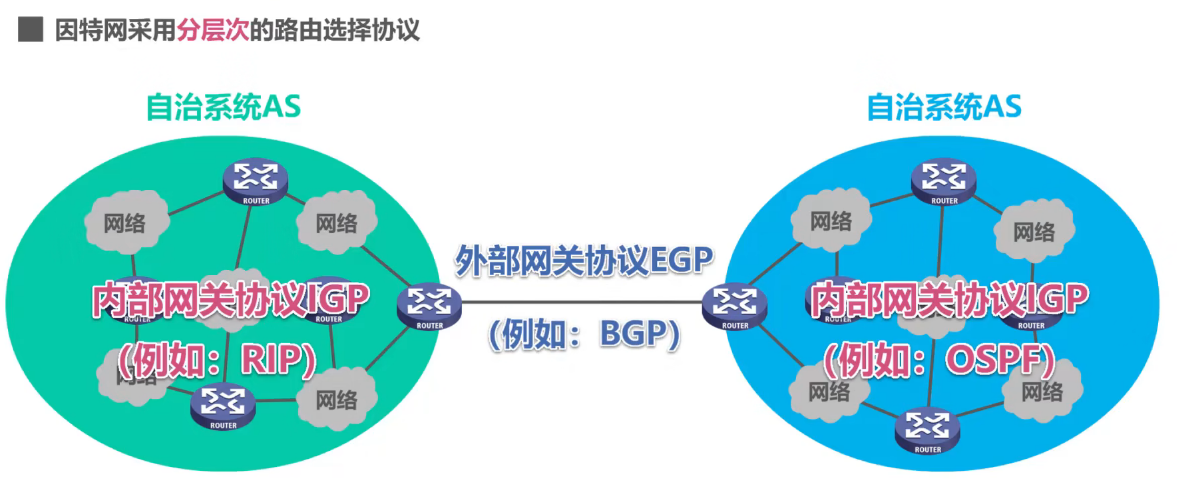 因特网采用分层次的路由选择协议
自治系统AS
自治系统AS
ROUTER
ROUTER
网络
网络
网络
网络
外部网关协议EGP
内部网关协议IGP
内部网关协议IGP
ROUTER
ROUTER
ROUTER
ROUTER
ROUTER
ROUTER
(例如：BGP)
(例如：RIP)
(例如：OSPF)
网络
网络
网络
网络
ROUTER
ROUTER